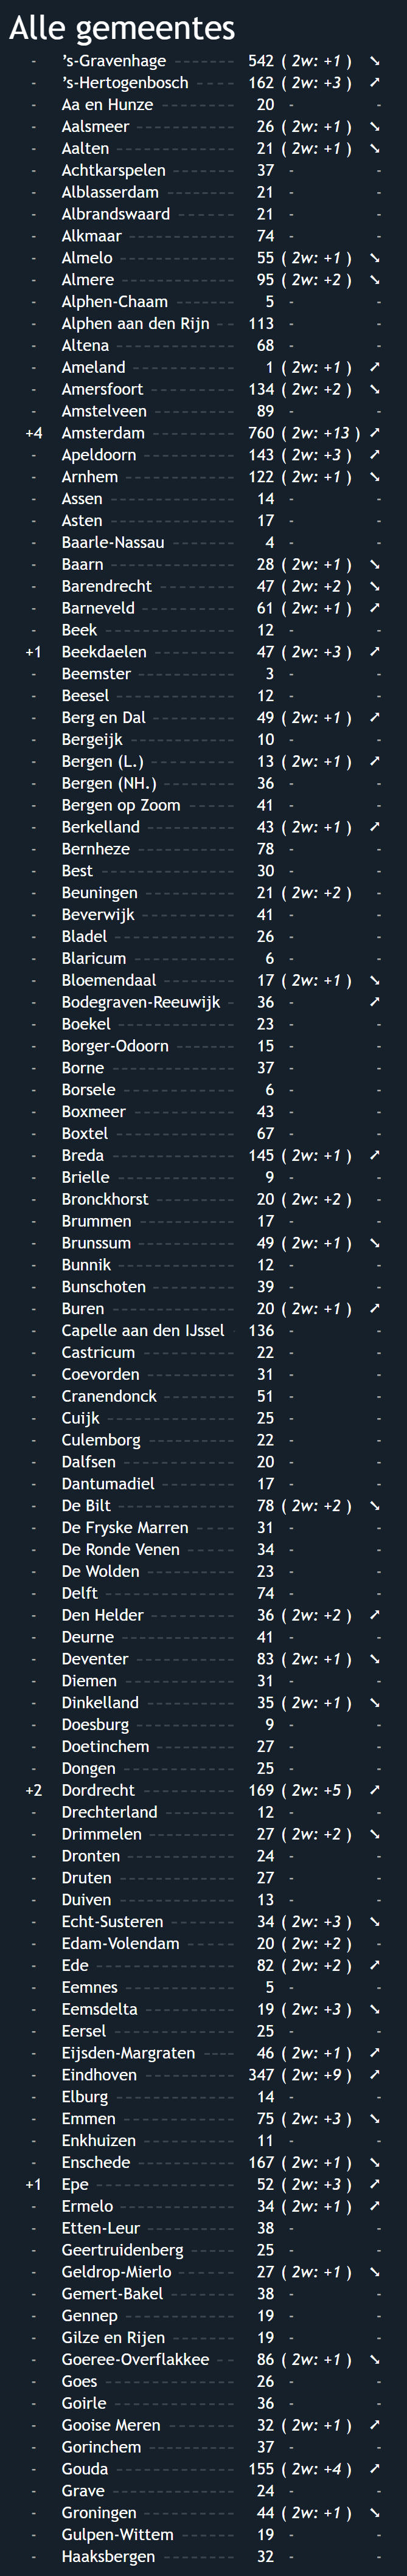 Alle gemeentes
- ’s-Gravenhage ------ 542 ( 2w: +1 ) ➘
- ’s-Hertogenbosch ----- 162 ( 2w: +3 ) ➚
- Aa en Hunze 20 - -
- Aalsmeer 26 ( 2w: +1 ) ➘
- Aalten 21 ( 2w: +1 ) ➘
- Achtkarspelen 37 - -
- Alblasserdam 21 - -
- Albrandswaard 21 - -
- Alkmaar 74 - -
- Almelo 55 ( 2w: +1 ) ➘
- Almere 95 ( 2w: +2 ) ➘
- Alphen-Chaam 5 - -
- Alphen aan den Rijn 113 - -
- Altena 68 - -
- Ameland 1 ( 2w: +1 ) ➚
- Amersfoort 134 ( 2w: +2 ) ➘
- Amstelveen 89 - -
+4 Amsterdam 760 ( 2w: +13 ) ➚
- Apeldoorn 143 ( 2w: +3 ) ➚
- Arnhem 122 ( 2w: +1 ) ➘
- Assen 14 - -
- Asten 17 - -
- Baarle-Nassau 4 - -
- Baarn 28 ( 2w: +1 ) ➘
- Barendrecht 47 ( 2w: +2 ) ➘
- Barneveld 61 ( 2w: +1 ) ➚
- Beek 12 - -
+1 Beekdaelen 47 ( 2w: +3 ) ➚
- Beemster 3 - -
- Beesel 12 - -
- Berg en Dal 49 ( 2w: +1 ) ➚
- Bergeijk 10 - -
- Bergen (L.) 13 ( 2w: +1 ) ➚
- Bergen (NH.) 36 - -
- Bergen op Zoom 41 - -
- Berkelland 43 ( 2w: +1 ) ➚
- Bernheze 78 - -
- Best 30 - -
- Beuningen 21 ( 2w: +2 ) -
- Beverwijk 41 - -
- Bladel 26 - -
- Blaricum 6 - -
- Bloemendaal 17 ( 2w: +1 ) ➘
- Bodegraven-Reeuwijk 36 - ➚
- Boekel 23 - -
- Borger-Odoorn 15 - -
- Borne 37 - -
- Borsele 6 - -
- Boxmeer 43 - -
- Boxtel 67 - -
- Breda 145 ( 2w: +1 ) ➚
- Brielle 9 - -
- Bronckhorst 20 ( 2w: +2 ) -
- Brummen 17 - -
- Brunssum 49 ( 2w: +1 ) ➘
- Bunnik 12 - -
- Bunschoten 39 - -
- Buren 20 ( 2w: +1 ) ➚
- Capelle aan den IJssel 136 - -
- Castricum 22 - -
- Coevorden 31 - -
- Cranendonck 51 - -
- Cuijk 25 - -
- Culemborg 22 - -
- Dalfsen 20 - -
- Dantumadiel 17 - -
- De Bilt 78 ( 2w: +2 ) ➘
- De Fryske Marren 31 - -
- De Ronde Venen 34 - -
- De Wolden 23 - -
- Delft 74 - -
- Den Helder 36 ( 2w: +2 ) ➚
- Deurne 41 - -
- Deventer 83 ( 2w: +1 ) ➘
- Diemen 31 - -
- Dinkelland 35 ( 2w: +1 ) ➘
- Doesburg 9 - -
- Doetinchem 27 - -
- Dongen 25 - -
+2 Dordrecht 169 ( 2w: +5 ) ➚
- Drechterland 12 - -
- Drimmelen 27 ( 2w: +2 ) ➘
- Dronten 24 - -
- Druten 27 - -
- Duiven 13 - -
- Echt-Susteren 34 ( 2w: +3 ) ➘
- Edam-Volendam 20 ( 2w: +2 ) -
- Ede 82 ( 2w: +2 ) ➚
- Eemnes 5 - -
- Eemsdelta 19 ( 2w: +3 ) ➘
- Eersel 25 - -
- Eijsden-Margraten 46 ( 2w: +1 ) ➚
- Eindhoven 347 ( 2w: +9 ) ➚
- Elburg 14 - -
- Emmen 75 ( 2w: +3 ) ➘
- Enkhuizen 11 - -
- Enschede 167 ( 2w: +1 ) ➘
+1 Epe 52 ( 2w: +3 ) ➚
- Ermelo 34 ( 2w: +1 ) ➚
- Etten-Leur 38 - -
- Geertruidenberg 25 - -
- Geldrop-Mierlo 27 ( 2w: +1 ) ➘
- Gemert-Bakel 38 - -
- Gennep 19 - -
- Gilze en Rijen 19 - -
- Goeree-Overflakkee 86 ( 2w: +1 ) ➘
- Goes 26 - -
- Goirle 36 - -
- Gooise Meren 32 ( 2w: +1 ) ➚
- Gorinchem 37 - -
- Gouda 155 ( 2w: +4 ) ➚
- Grave 24 - -
- Groningen 44 ( 2w: +1 ) ➘
- Gulpen-Wittem 19 - -
- Haaksbergen 32 - -